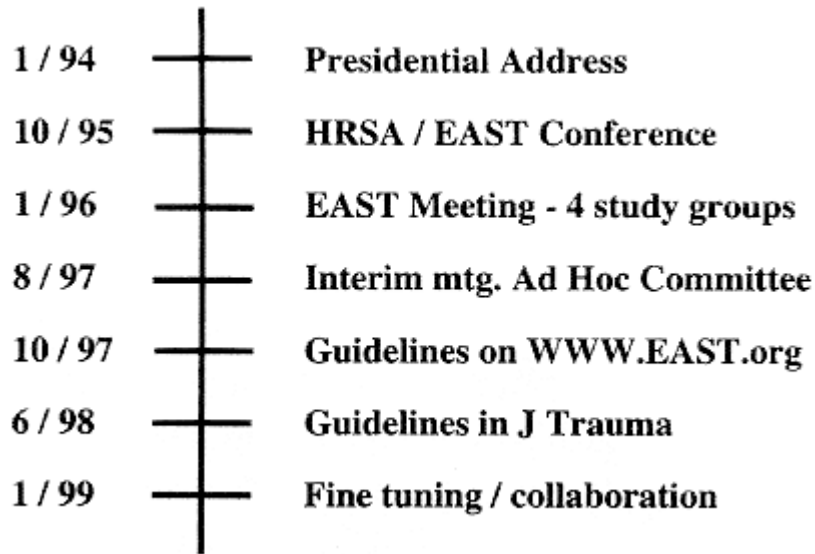 1 / 94 Presidential Address
10 / 95 HRSA / EAST Conference
1 / 96 EAST Meeting - 4 study groups
8 / 97 Interim mtg. Ad Hoc Committee
10 / 97 Guidelines on WWW.EAST.org
6 / 98 Guidelines in J Trauma
1 / 99 Fine tuning / collaboration